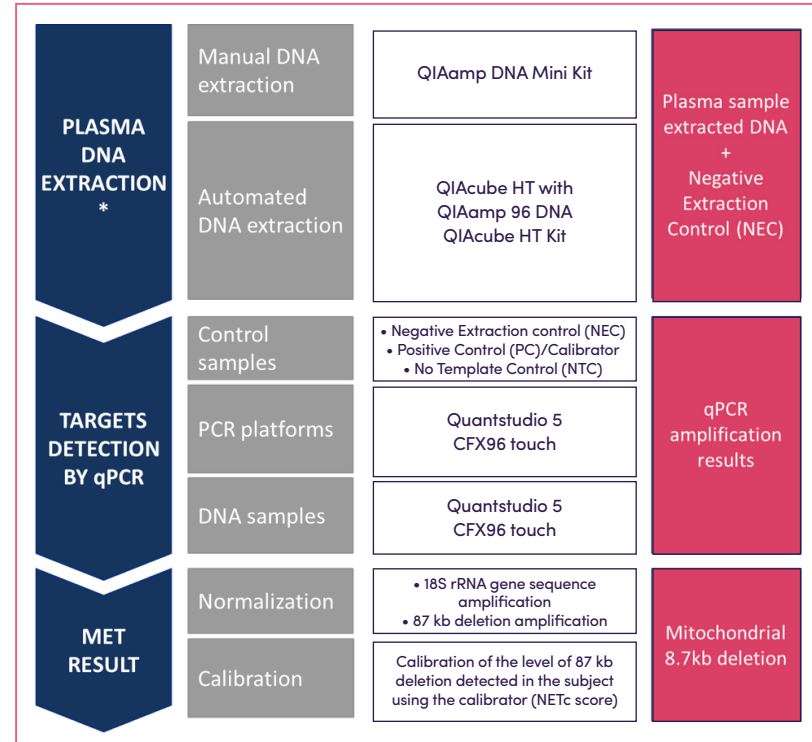 PLASMA
DNA
EXTRACTION
*
Manual DNA
extraction
QIAamp DNA Mini Kit
Automated
DNA extraction
QIAcube HT with
QIAamp 96 DNA
QIAcube HT Kit
Plasma sample
extracted DNA
+
Negative
Extraction
Control (NEC)
TARGETS
DETECTION
BY qPCR
Control
samples
• Negative Extraction control (NEC)
• Positive Control (PC)/Calibrator
• No Template Control (NTC)
PCR platforms
Quantstudio 5
CFX96 touch
DNA samples
Quantstudio 5
CFX96 touch
qPCR
amplification
results
MET
RESULT
Normalization
• 18S rRNA gene sequence
amplification
• 87 kb deletion amplification
Calibration
Calibration of the level of 87 kb
deletion detected in the subject
using the calibrator (NETc score)
Mitochondrial
8.7kb deletion